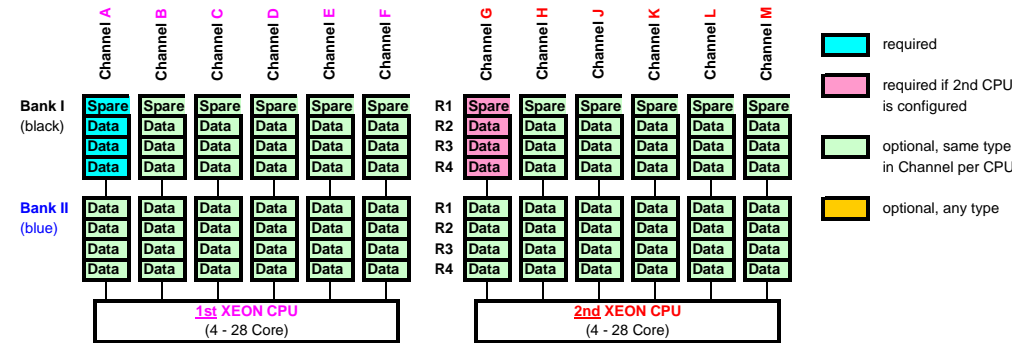 Channel A Channel B Channel C Channel D Channel E Channel F Channel G Channel H Channel J Channel K Channel L Channel M
required
required if 2nd CPU
is configured
optional, same type
in Channel per CPU
optional, any type
Bank I Spare Spare Spare Spare Spare Spare R1 Spare Spare Spare Spare Spare Spare
(black) Data Data Data Data Data Data R2 Data Data Data Data Data Data
Data Data Data Data Data Data R3 Data Data Data Data Data Data
Data Data Data Data Data Data R4 Data Data Data Data Data Data
Bank II Data Data Data Data Data Data R1 Data Data Data Data Data Data
(blue) Data Data Data Data Data Data R2 Data Data Data Data Data Data
Data Data Data Data Data Data R3 Data Data Data Data Data Data
Data Data Data Data Data Data R4 Data Data Data Data Data Data
1st XEON CPU
(4 - 28 Core)
2nd XEON CPU
(4 - 28 Core)